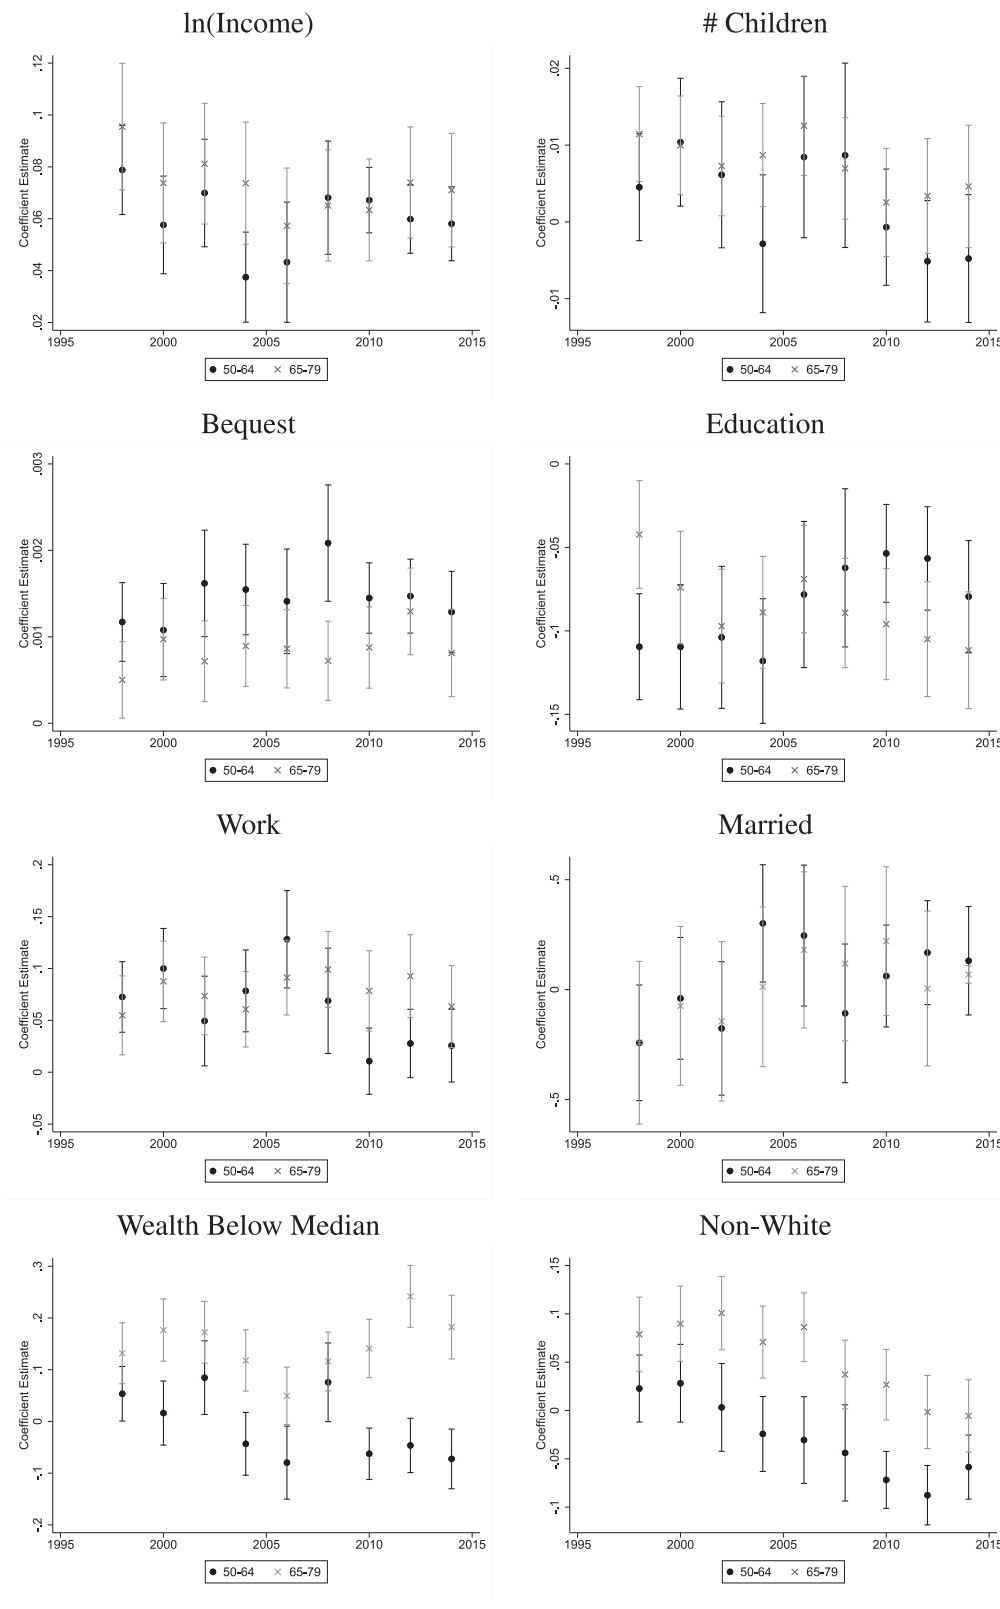 ln(Income)
# Children
Coefficient Estimate
.12
.1
.08
.06
.04
.02
1995 2000 2005 2010 2015
50-64 × 65-79
Coefficient Estimate
.02
.01
0
-.01
1995 2000 2005 2010 2015
50-64 × 65-79
Bequest
Education
Coefficient Estimate
.003
.002
.001
0
1995 2000 2005 2010 2015
50-64 × 65-79
Coefficient Estimate
0
-.05
-.1
-.15
1995 2000 2005 2010 2015
50-64 × 65-79
Work
Married
Coefficient Estimate
.2
.15
.1
.05
0
-.05
1995 2000 2005 2010 2015
50-64 × 65-79
Coefficient Estimate
.5
0
-.5
1995 2000 2005 2010 2015
50-64 × 65-79
Wealth Below Median
Non-White
Coefficient Estimate
.3
.2
.1
0
-.1
-.2
1995 2000 2005 2010 2015
50-64 × 65-79
Coefficient Estimate
.15
.1
.05
0
-.05
-.1
1995 2000 2005 2010 2015
50-64 × 65-79